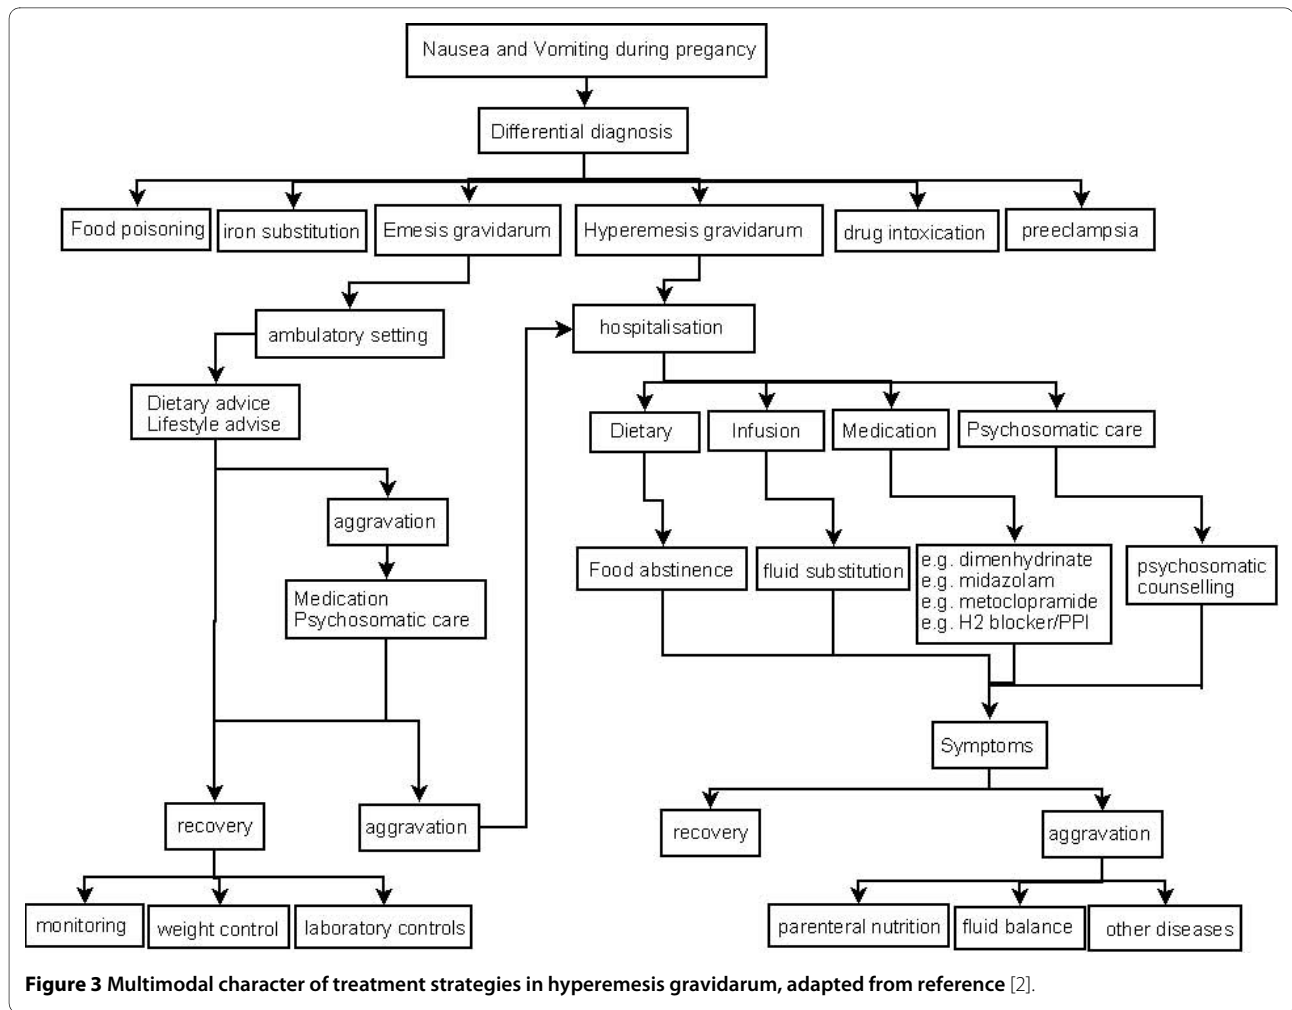 Nausea and Vomiting during pregancy
Differential diagnosis
Food poisoning
iron substitution
Emesis gravidarum
Hyperemesis gravidarum
drug intoxication
preeclampsia
ambulatory setting
hospitalisation
Dietary advice
Lifestyle advise
Dietary
Infusion
Medication
Psychosomatic care
aggravation
Food abstinence
fluid substitution
e.g. dimenhydrinate
e.g. midazolam
e.g. metoclopramide
e.g. H2 blocker/PPI
psychosomatic
counselling
Medication
Psychosomatic care
Symptoms
recovery
aggravation
recovery
aggravation
monitoring
weight control
laboratory controls
parenteral nutrition
fluid balance
other diseases
Figure 3 Multimodal character of treatment strategies in hyperemesis gravidarum, adapted from reference [2].